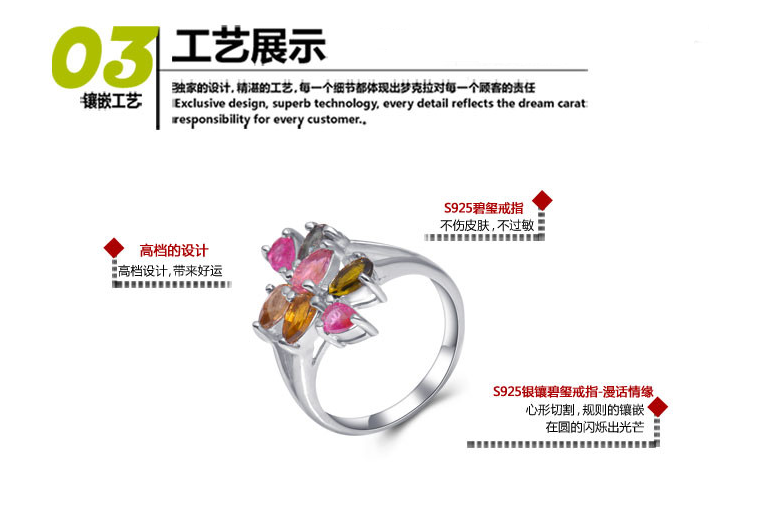 03
镶嵌工艺
工艺展示
独家的设计,精湛的工艺,每一个细节都体现出梦克拉对每一个顾客的责任
Exclusive design, superb technology, every detail reflects the dream carat
responsibility for every customer.。
S925碧玺戒指
不伤皮肤,不过敏
高档的设计
高档设计,带来好运
S925银镶碧玺戒指-漫话情缘
心形切割,规则的镶嵌
在圆的闪烁出光芒